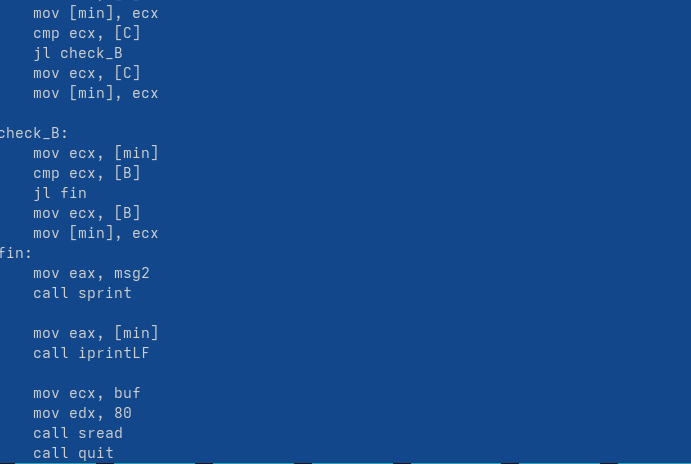 mov [min], ecx
cmp ecx, [C]
jl check_B
mov ecx, [C]
mov [min], ecx
check_B:
mov ecx, [min]
cmp ecx, [B]
jl fin
mov ecx, [B]
mov [min], ecx
fin:
mov eax, msg2
call sprint
mov eax, [min]
call iprintLF
mov ecx, buf
mov edx, 80
call sread
call quit